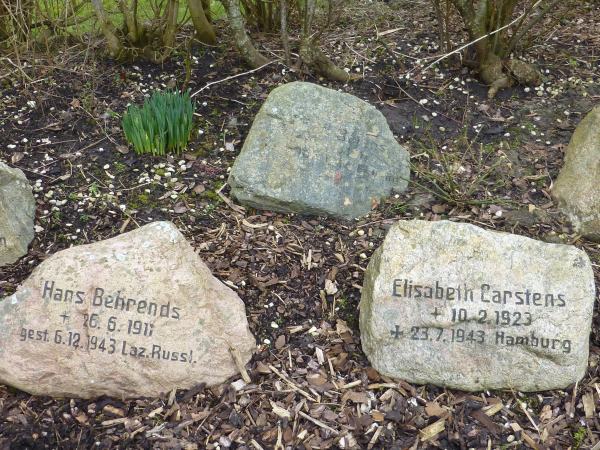 Hans Behrends
+ 26. 6. 1911
gest. 6.12.1943 Laz. Russl.
Elisabeth Carstens
+ 10. 2. 1923
+ 23. 7. 1943 Hamburg